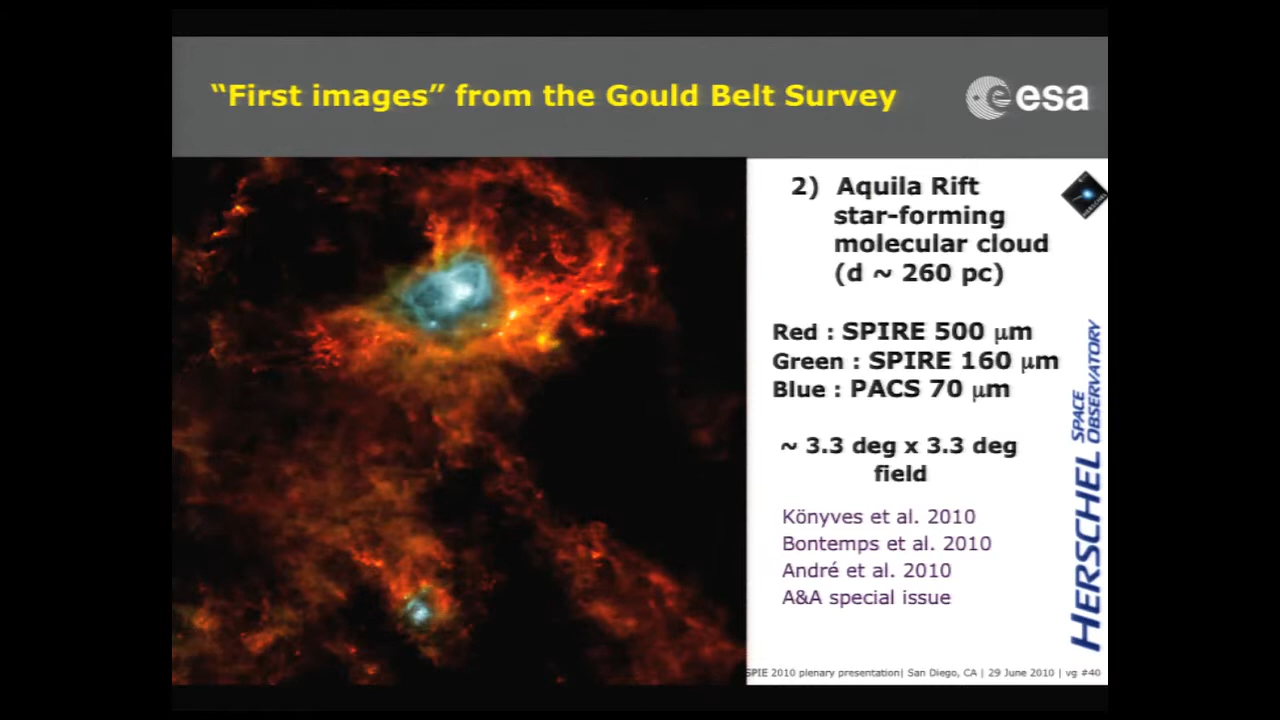 “First images” from the Gould Belt Survey
esa
2) Aquila Rift
star-forming
molecular cloud
(d ~ 260 pc)
HERSCHEL
Red : SPIRE 500 μm
Green : SPIRE 160 μm
Blue : PACS 70 μm
~ 3.3 deg x 3.3 deg
field
Könyves et al. 2010
Bontemps et al. 2010
André et al. 2010
A&A special issue
HERSCHEL SPACE
OBSERVATORY
SPIE 2010 plenary presentation| San Diego, CA | 29 June 2010 | vg #40